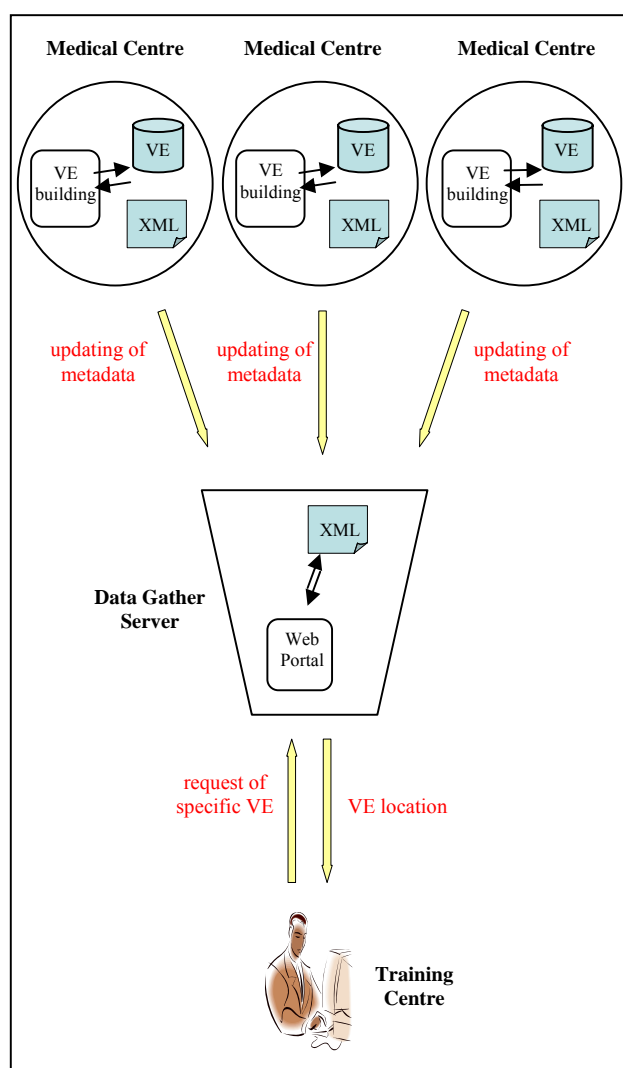 Medical Centre Medical Centre Medical Centre
VE
VE
building
XML
VE
VE
building
XML
VE
VE
building
XML
updating of
metadata
updating of
metadata
updating of
metadata
XML
Data Gather
Server
Web
Portal
request of
specific VE
VE location
Training
Centre